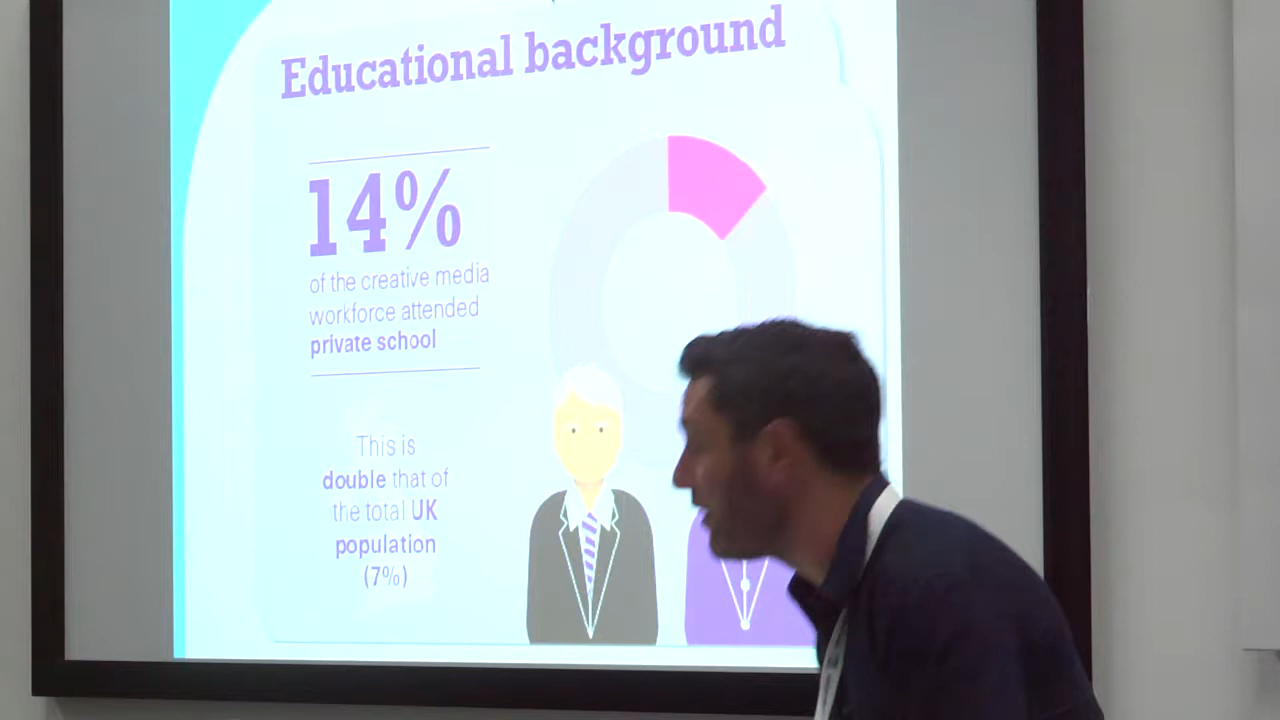 Educational background
14%
of the creative media
workforce attended
private school
This is
double that of
the total UK
population
(7%)